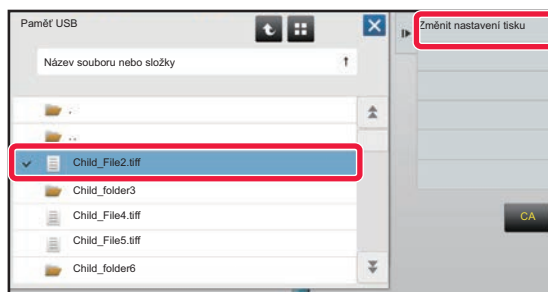 Paměť USB
Změnit nastavení tisku
Název souboru nebo složky
.
..
Child_File2.tiff
Child_folder3
Child_File4.tiff
Child_File5.tiff
CA
Child_folder6